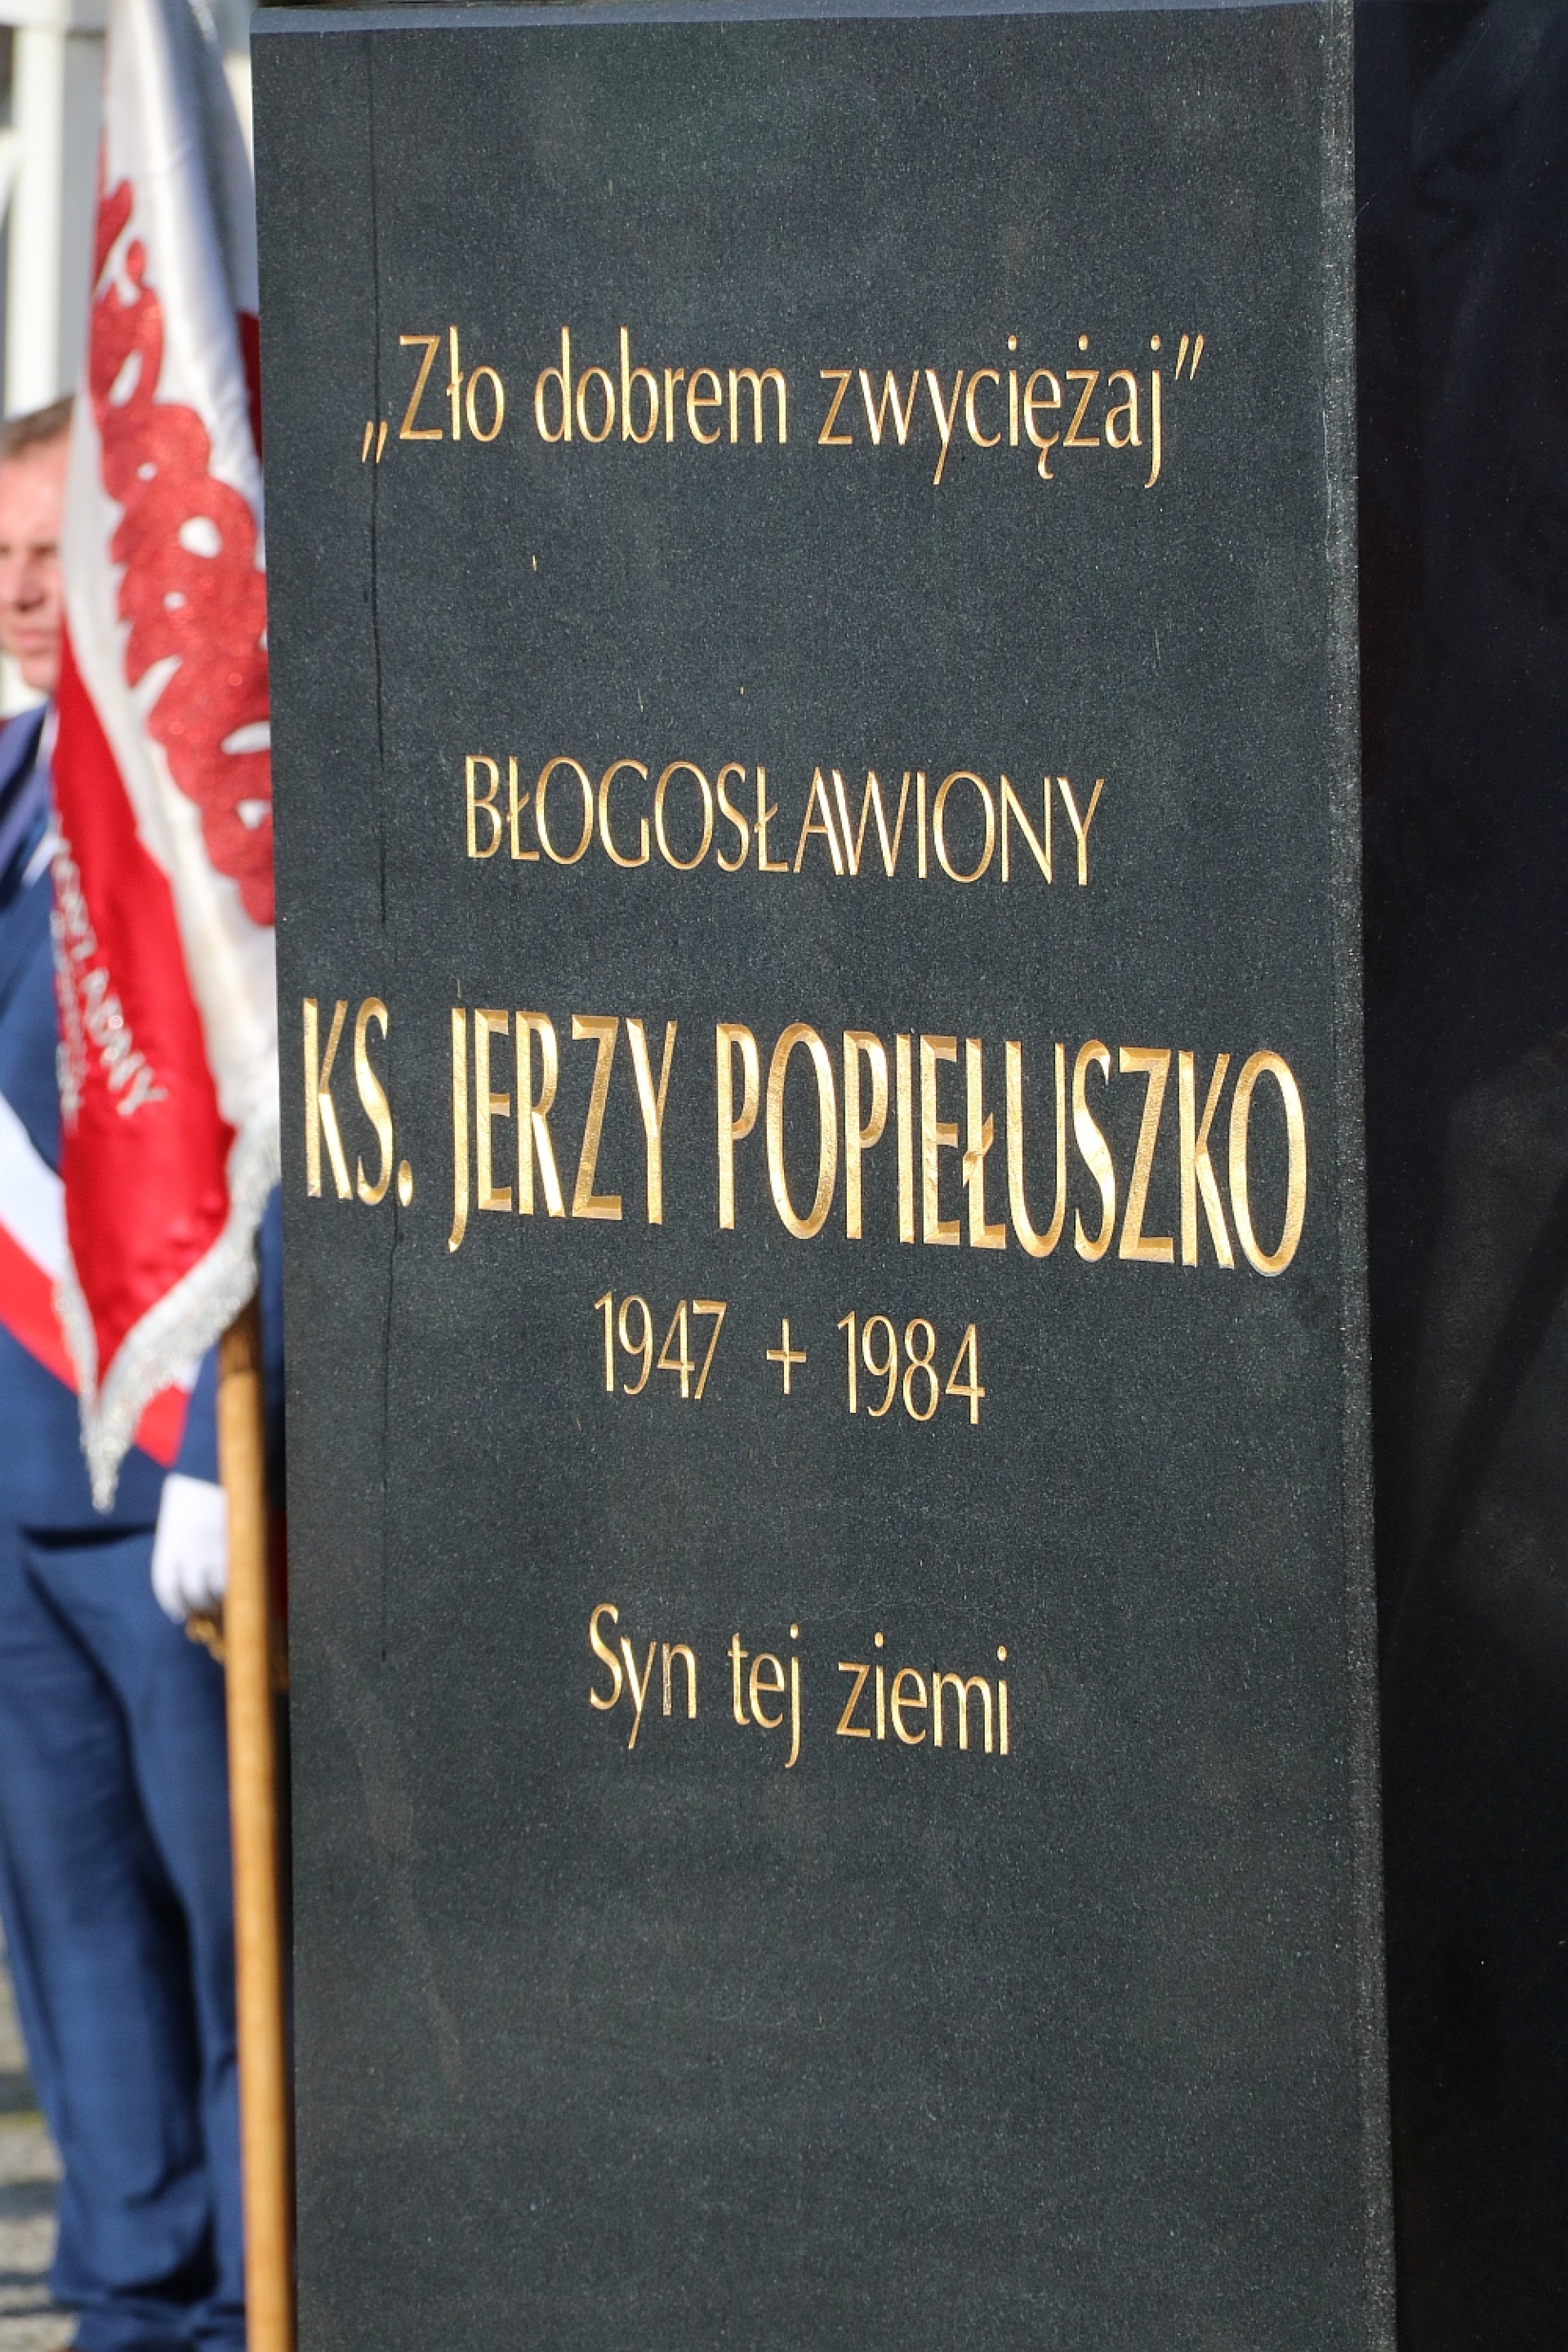 „Zło dobrem zwyciężaj”
BŁOGOSŁAWIONY
KS. JERZY POPIEŁUSZKO
1947 + 1984
Syn tej ziemi